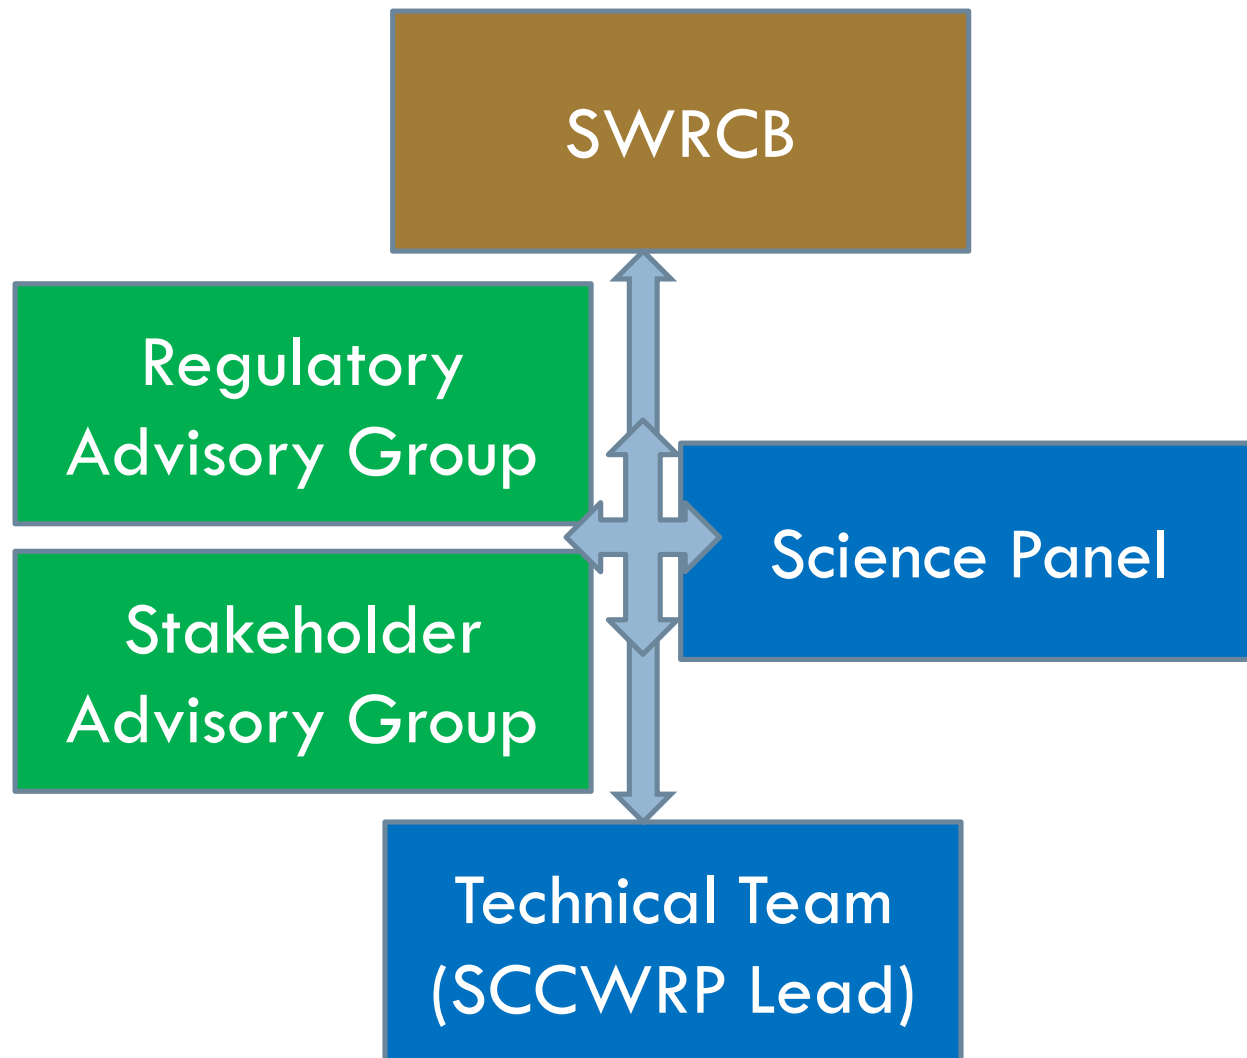 SWRCB
Regulatory
Advisory Group
Science Panel
Stakeholder
Advisory Group
Technical Team
(SCCWRP Lead)